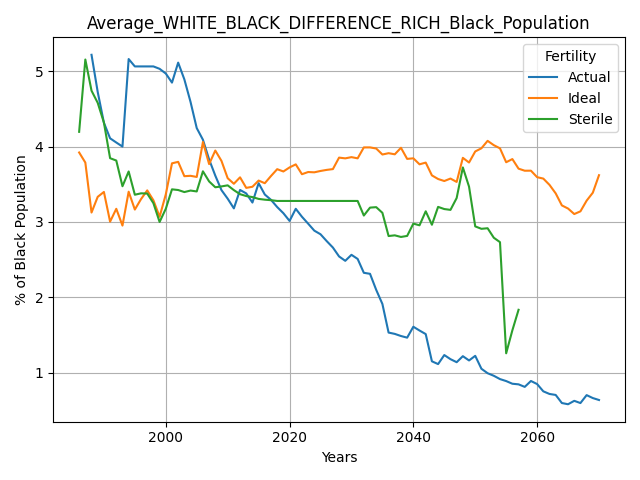 Average_WHITE_BLACK_DIFFERENCE_RICH_Black_Population
Fertility
Actual
Ideal
Sterile
% of Black Population
5
4
3
2
1
2000 2020 2040 2060
Years